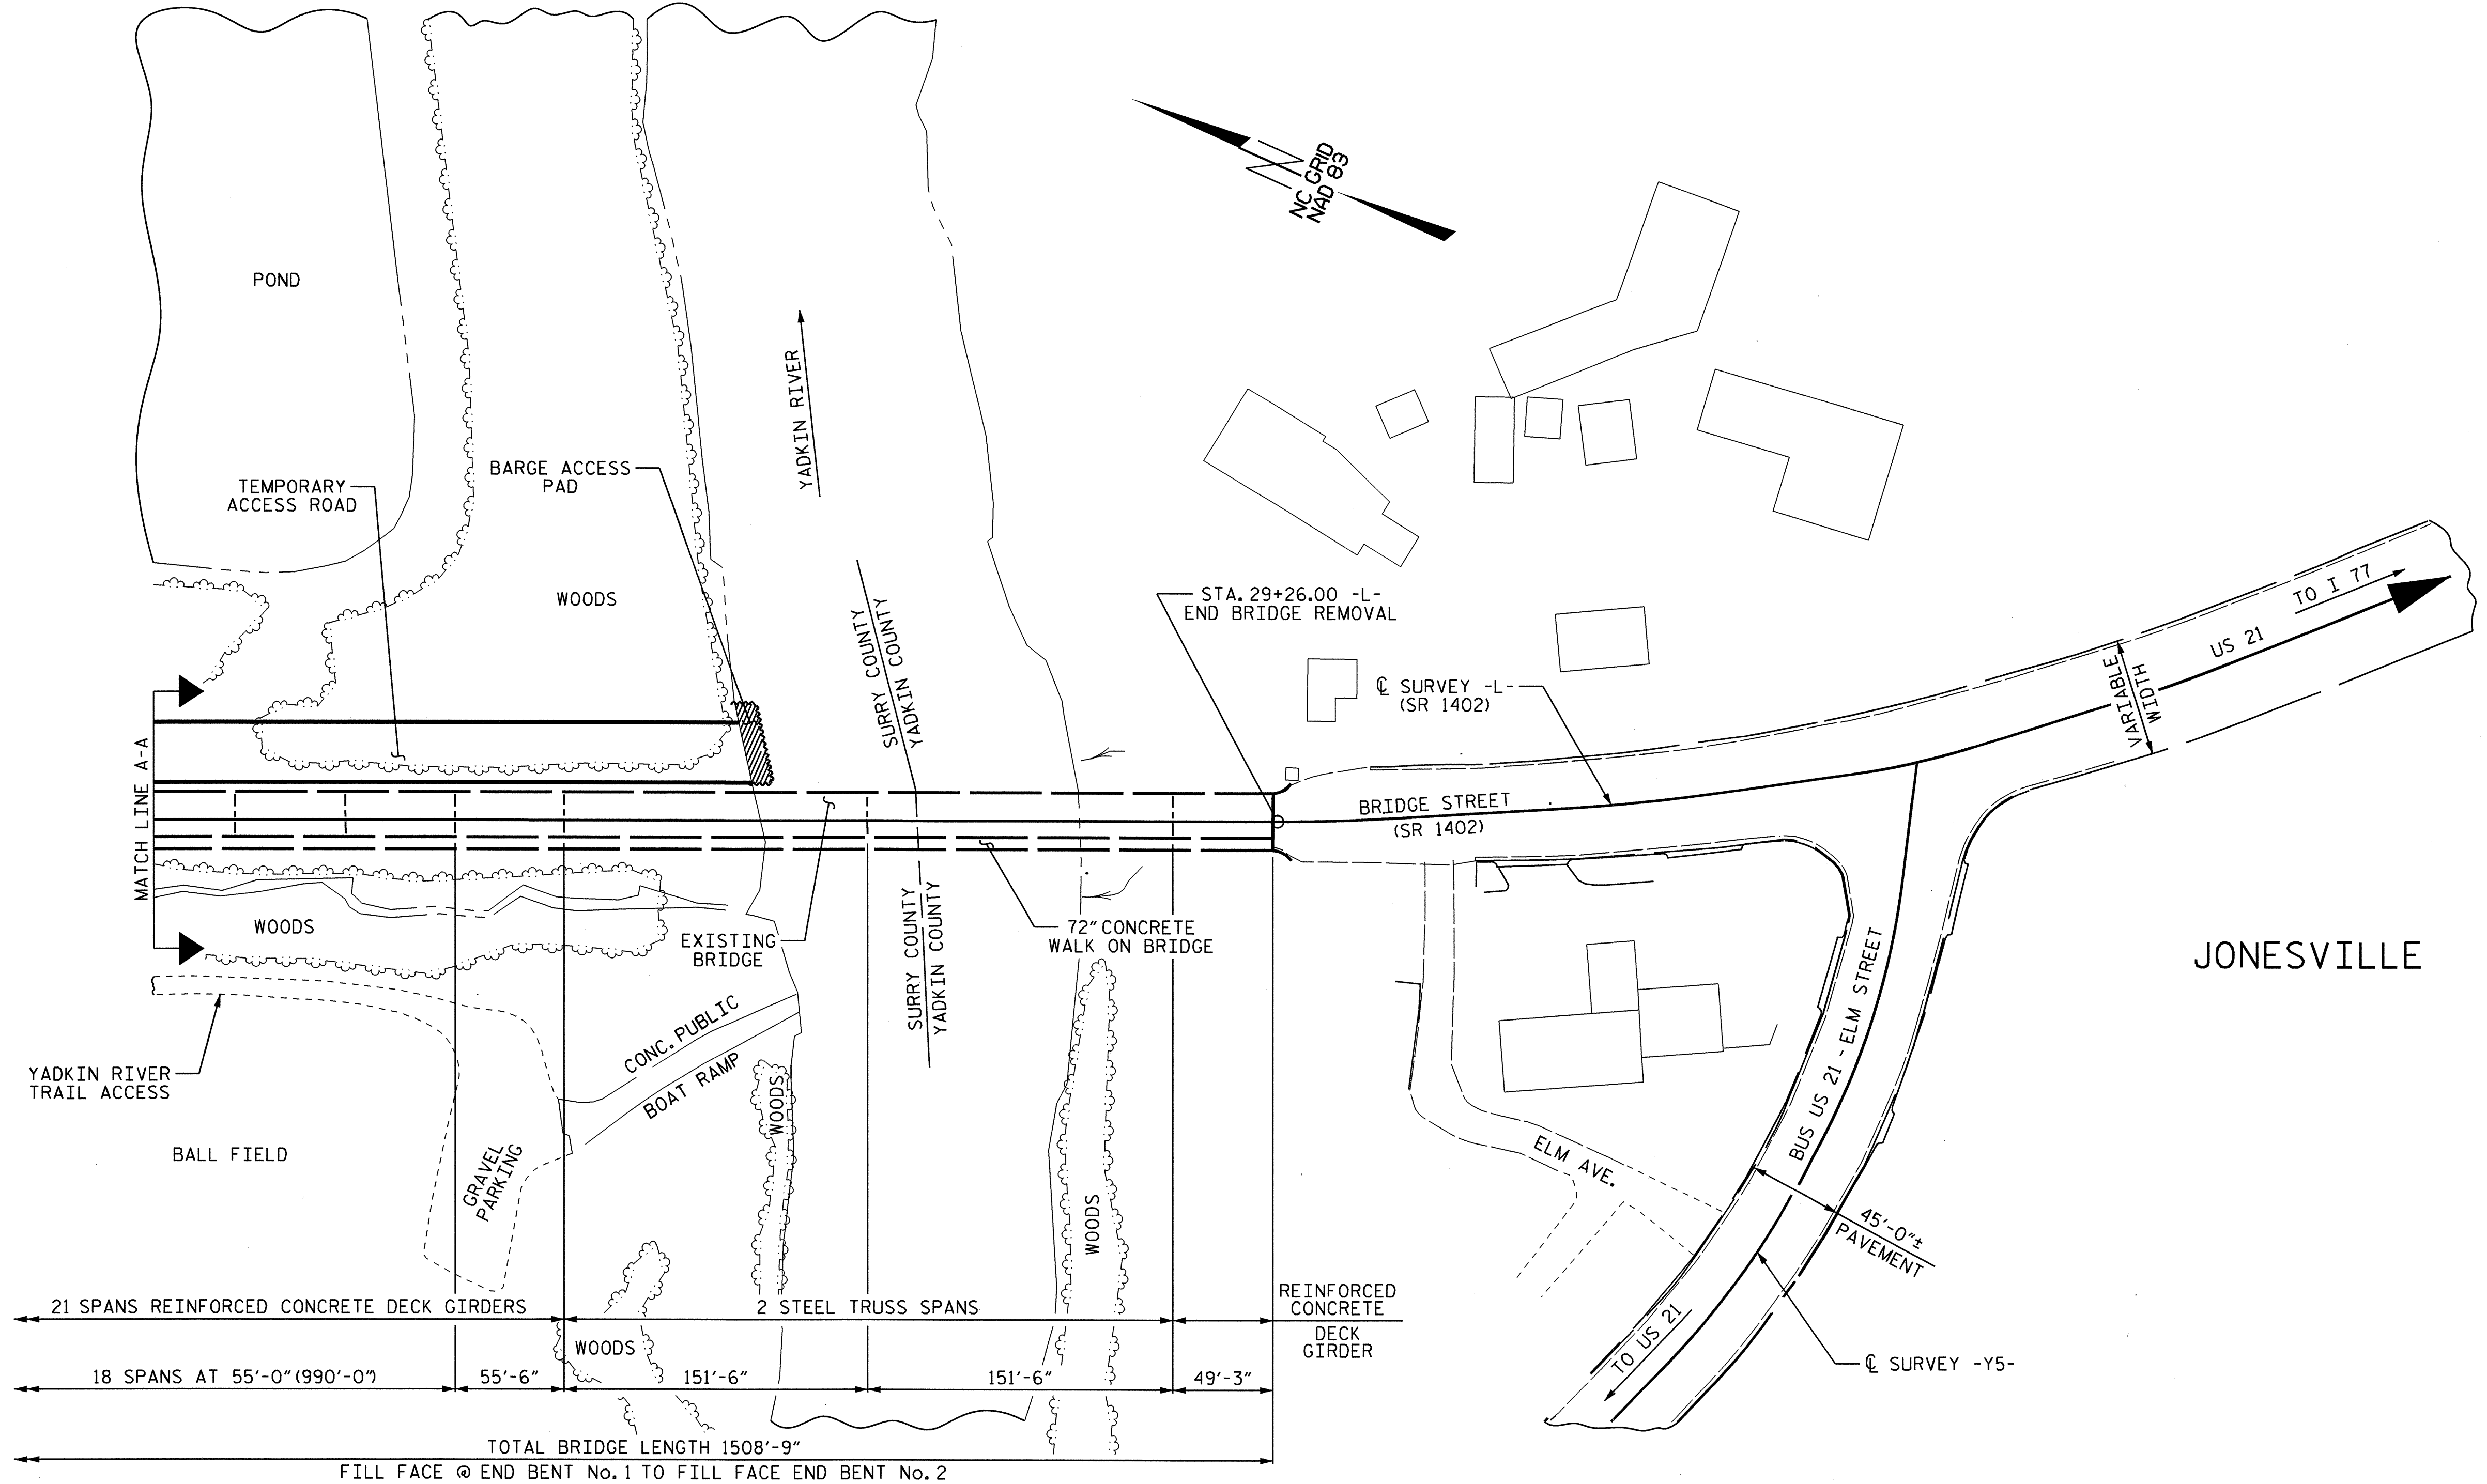 NC GRID
NAD 83
POND
YADKIN RIVER
BARGE ACCESS
PAD
TEMPORARY
ACCESS ROAD
WOODS
SURRY COUNTY
YADKIN COUNTY
STA. 29+26.00 -L-
END BRIDGE REMOVAL
℄ SURVEY -L-
(SR 1402)
TO I 77
US 21
VARIABLE
WIDTH
MATCH LINE A-A
BRIDGE STREET
(SR 1402)
WOODS
EXISTING
BRIDGE
SURRY COUNTY
YADKIN COUNTY
72" CONCRETE
WALK ON BRIDGE
JONESVILLE
BUS US 21 - ELM STREET
YADKIN RIVER
TRAIL ACCESS
CONC. PUBLIC
BOAT RAMP
WOODS
BALL FIELD
GRAVEL
PARKING
WOODS
ELM AVE.
45'-0"±
PAVEMENT
TO US 21
℄ SURVEY -Y5-
21 SPANS REINFORCED CONCRETE DECK GIRDERS
2 STEEL TRUSS SPANS
REINFORCED
CONCRETE
DECK
GIRDER
WOODS
18 SPANS AT 55'-0" (990'-0")
55'-6"
151'-6"
151'-6"
49'-3"
TOTAL BRIDGE LENGTH 1508'-9"
FILL FACE @ END BENT No. 1 TO FILL FACE END BENT No. 2